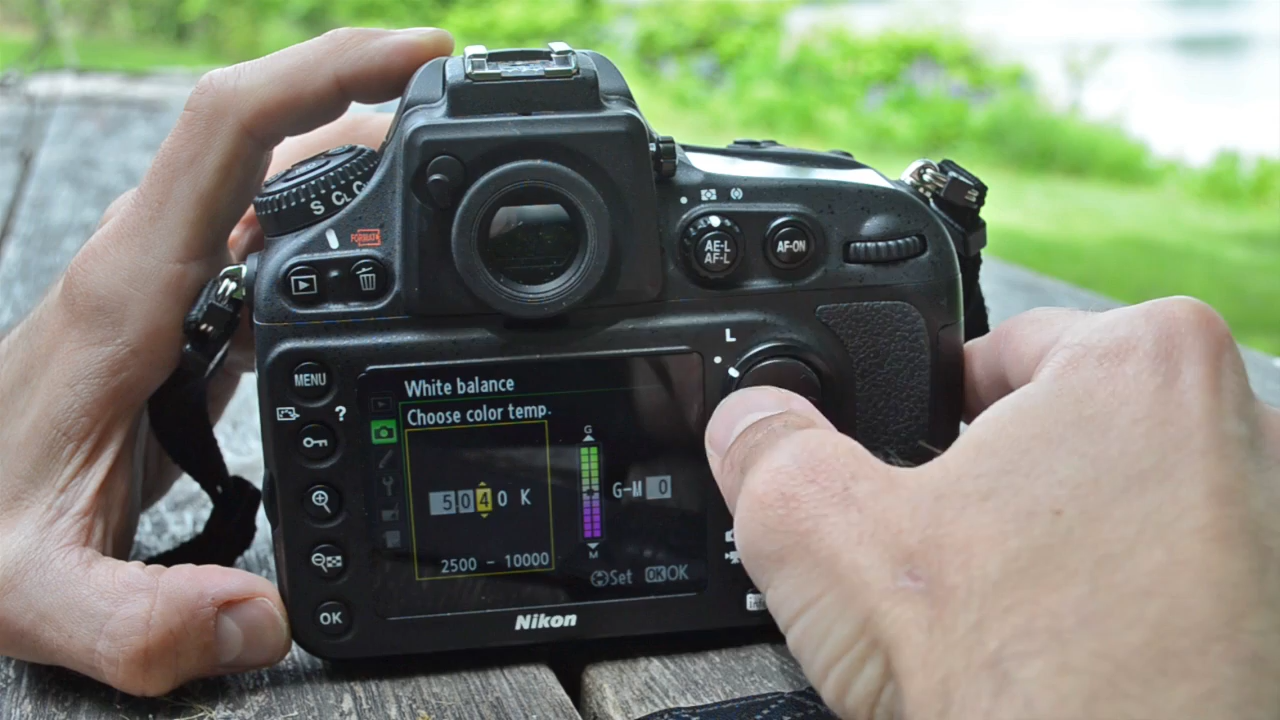 S CL C
FORMAT
AE-L
AF-L
AF-ON
L
MENU
?
OK
White balance
Choose color temp.
5040 K
2500 - 10000
G
M
G-M 0
Set OK OK
Nikon